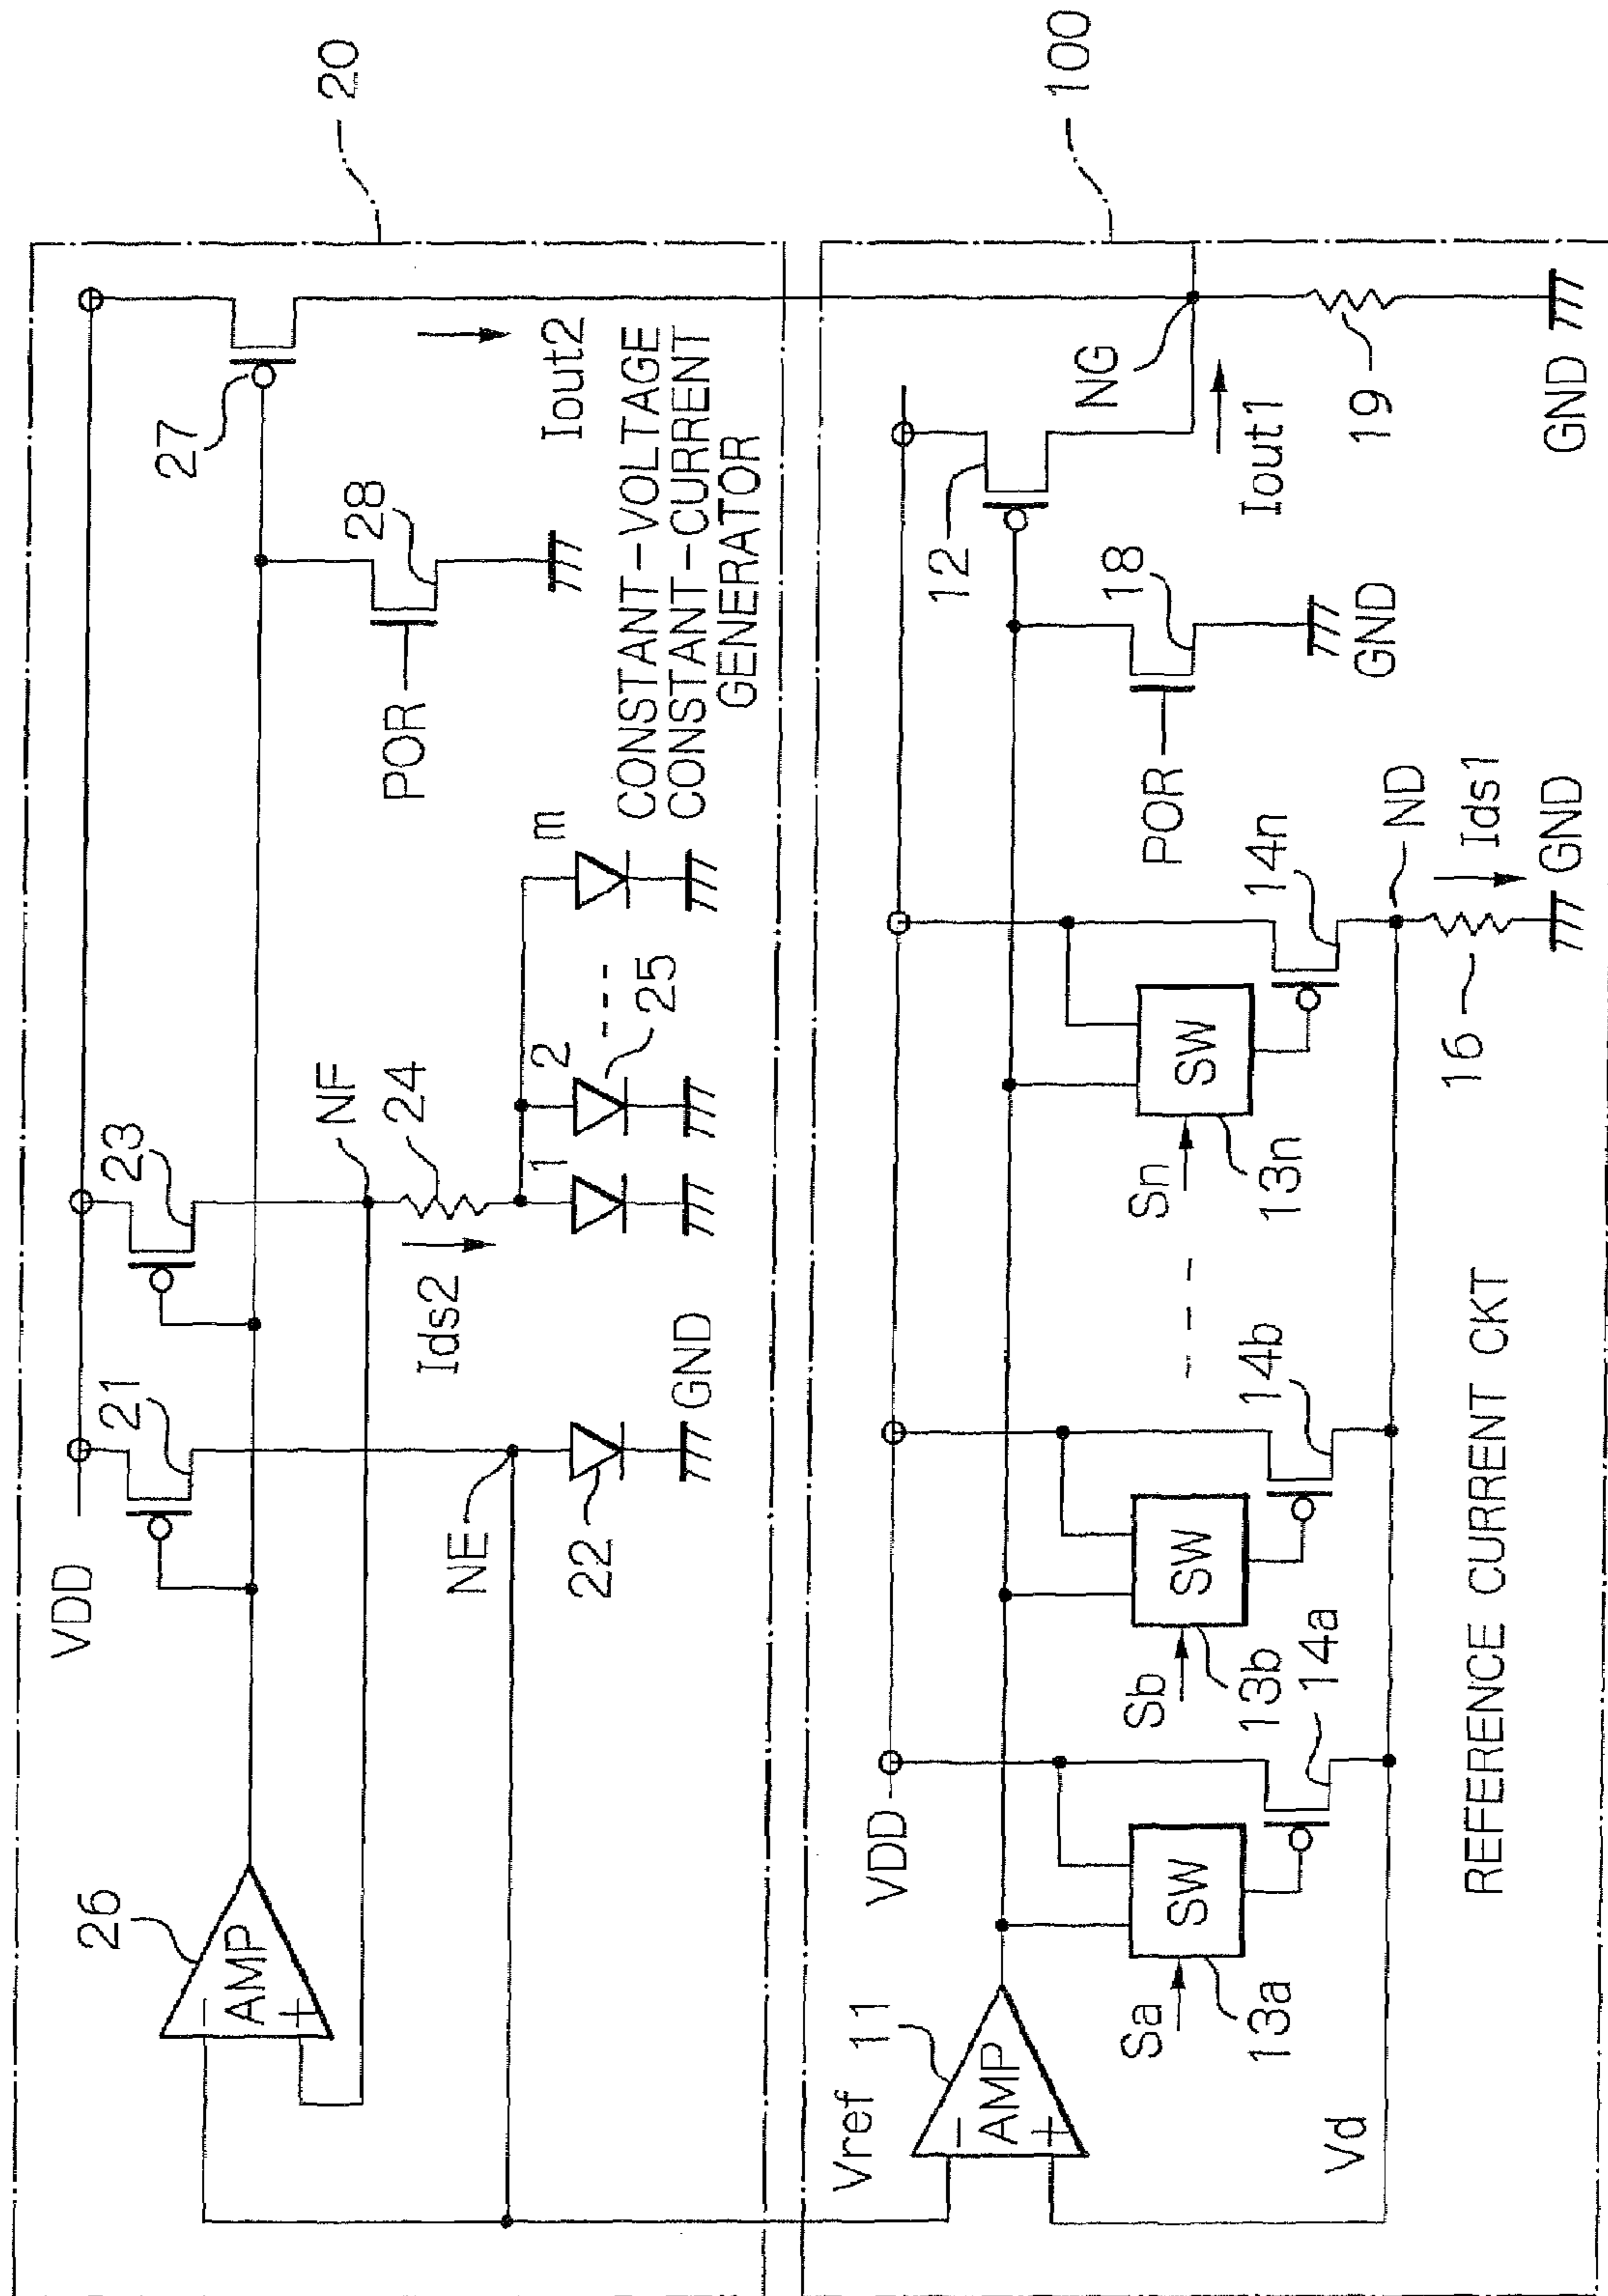 20
VDD
21
23
27
26
AMP
−
+
NF
24
Ids2
1
2
m
25
NE
22
GND
POR
28
Iout2
CONSTANT-VOLTAGE
CONSTANT-CURRENT
GENERATOR
100
Vref
11
AMP
−
+
Vd
VDD
Sa
SW
13a
14a
Sb
SW
13b
14b
Sn
SW
13n
14n
ND
Ids1
16
GND
POR
18
GND
12
NG
Iout1
19
GND
REFERENCE CURRENT CKT